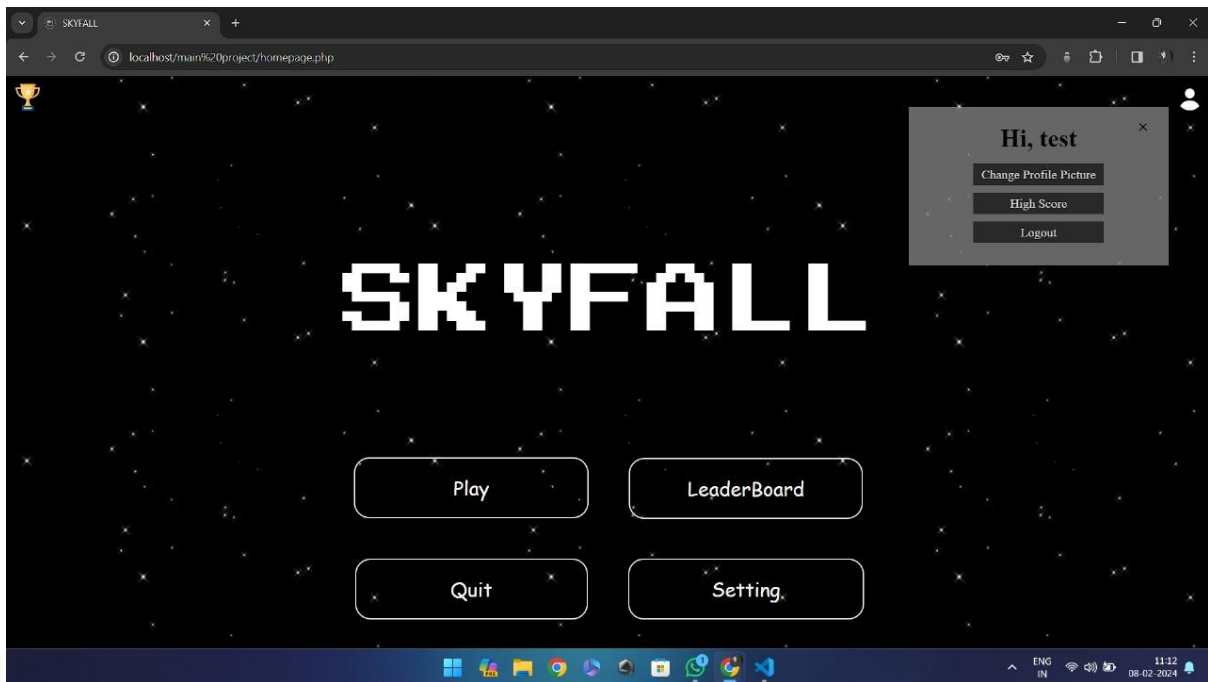 SKYFALL
localhost/main%20project/homepage.php
Hi, test
Change Profile Picture
High Score
Logout
SKYFALL
Play
LeaderBoard
Quit
Setting
1
ENG
IN
11:12
08-02-2024